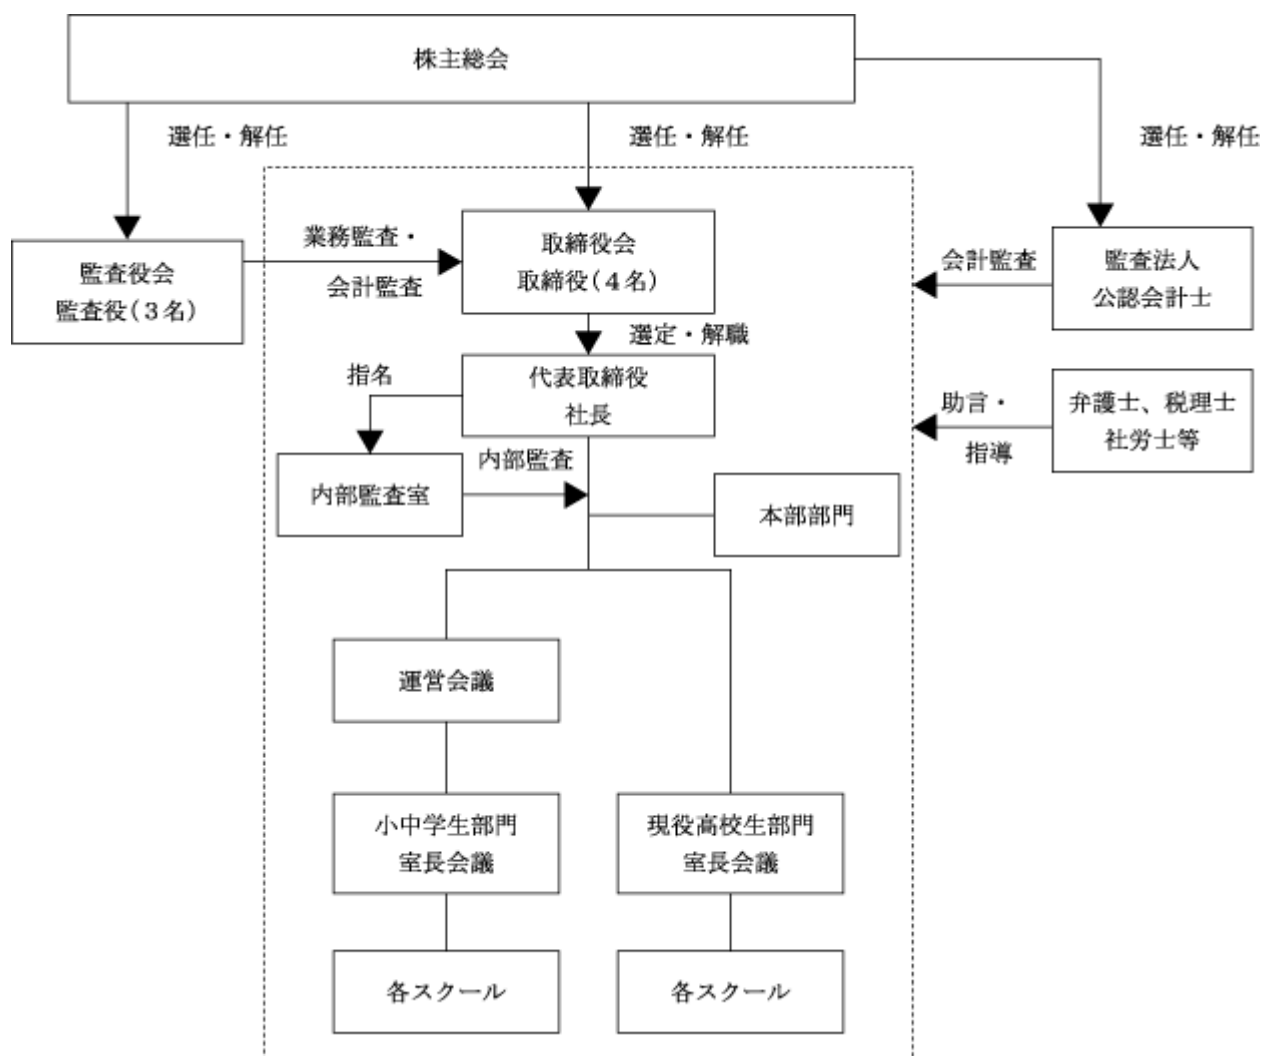 株主総会
選任・解任
選任・解任
選任・解任
業務監査・
会計監査
取締役会
取締役(4名)
監査役会
監査役(3名)
会計監査
監査法人
公認会計士
選定・解職
指名
代表取締役
社長
助言・
指導
弁護士、税理士
社労士等
内部監査
内部監査室
本部部門
運営会議
小中学生部門
室長会議
現役高校生部門
室長会議
各スクール
各スクール